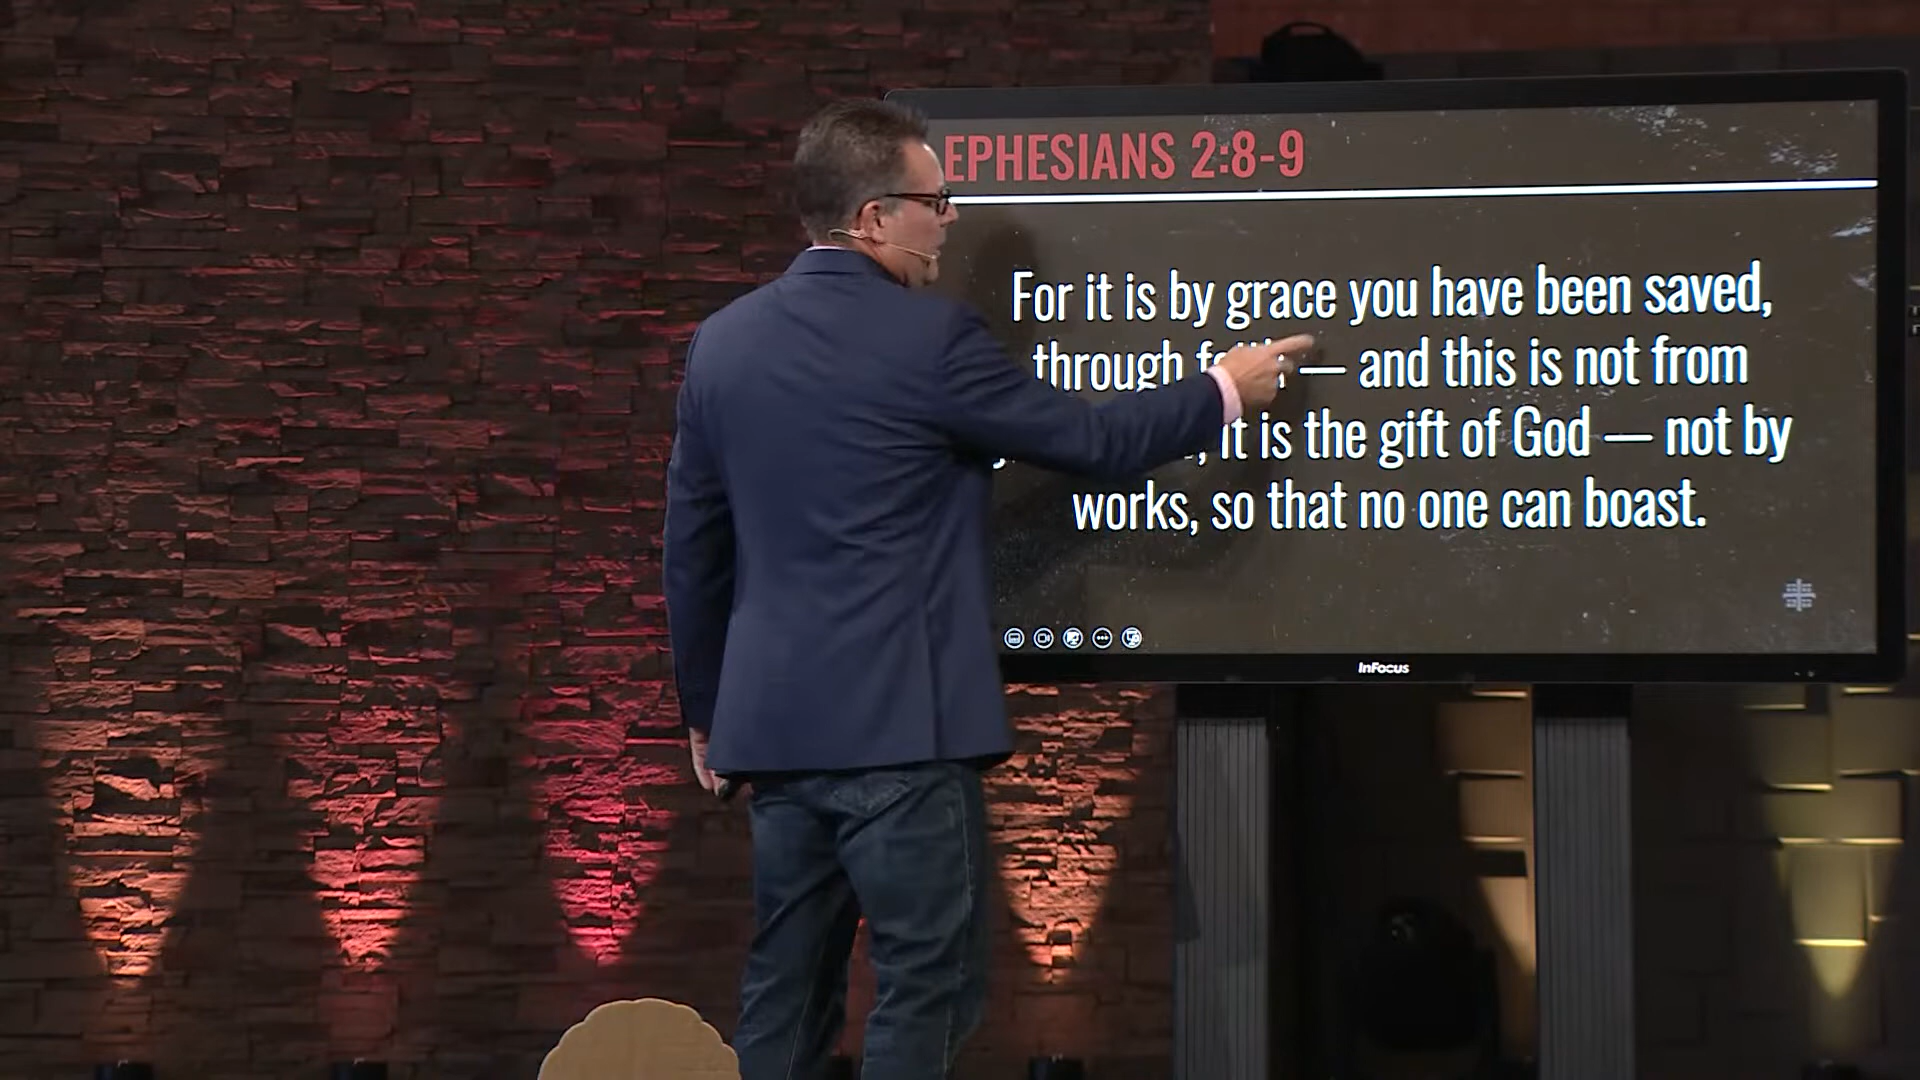 EPHESIANS 2:8-9
For it is by grace you have been saved,
through — and this is not from
it is the gift of God — not by
works, so that no one can boast.
InFocus